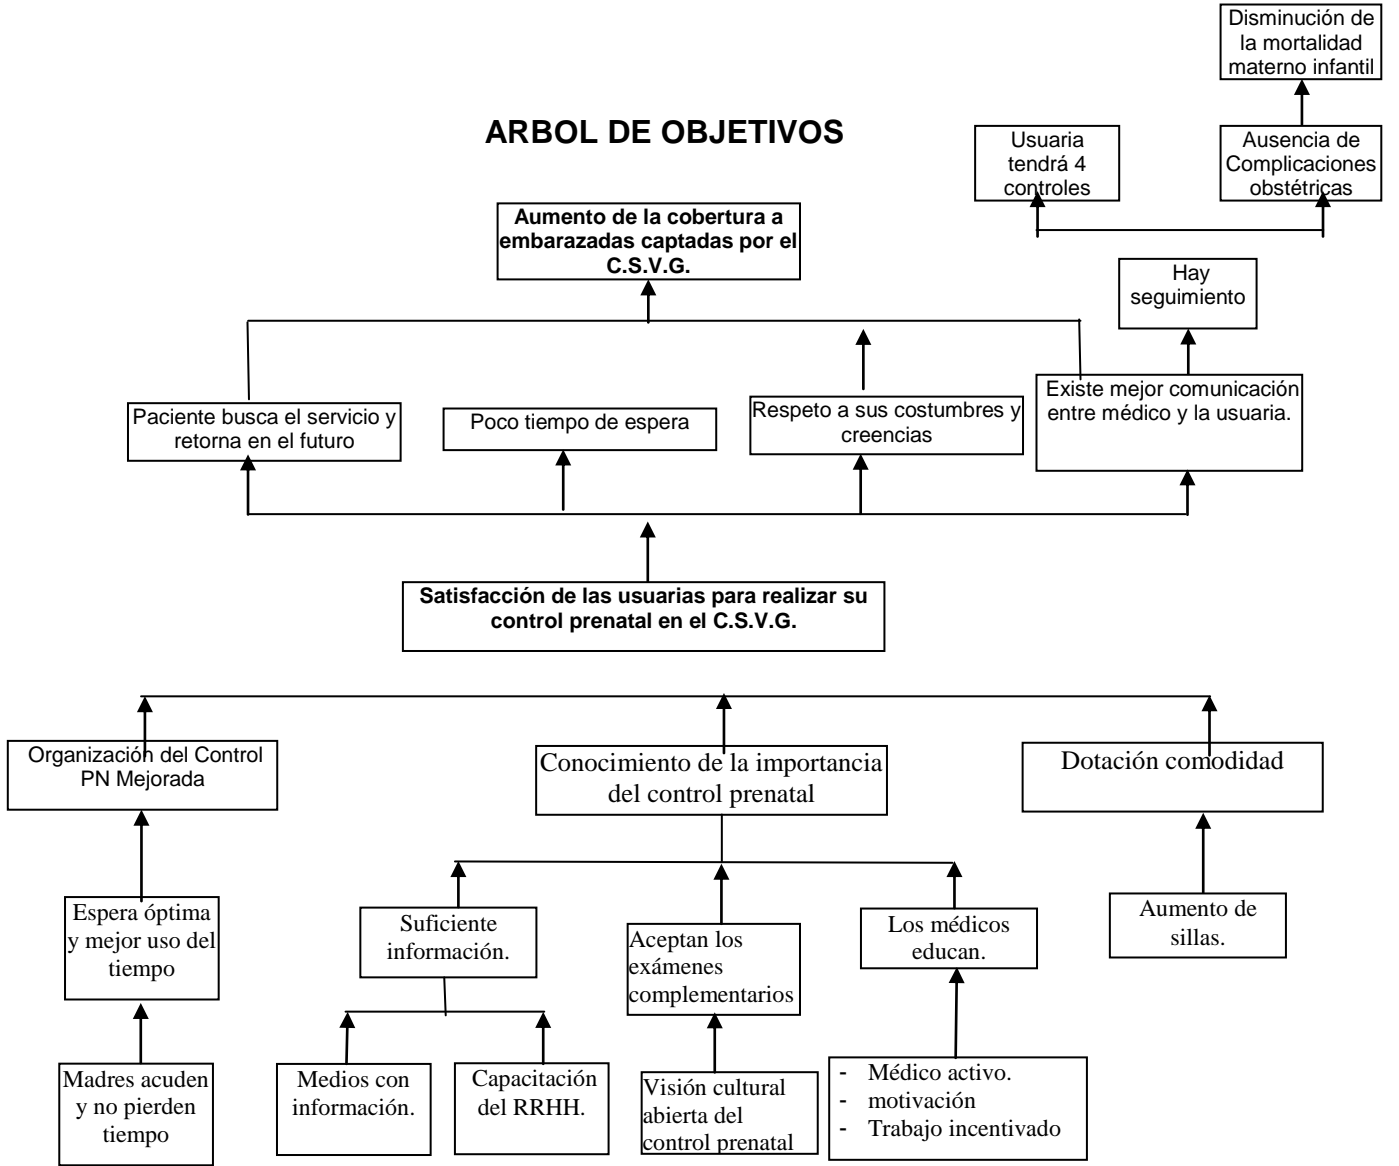 Disminución de
la mortalidad
materno infantil
ARBOL DE OBJETIVOS
Usuaria
tendrá 4
controles
Ausencia de
Complicaciones
obstétricas
Aumento de la cobertura a
embarazadas captadas por el
C.S.V.G.
Hay
seguimiento
Paciente busca el servicio y
retorna en el futuro
Poco tiempo de espera
Respeto a sus costumbres y
creencias
Existe mejor comunicación
entre médico y la usuaria.
Satisfacción de las usuarias para realizar su
control prenatal en el C.S.V.G.
Organización del Control
PN Mejorada
Conocimiento de la importancia
del control prenatal
Dotación comodidad
Espera óptima
y mejor uso del
tiempo
Suficiente
información.
Aceptan los
exámenes
complementarios
Los médicos
educan.
Aumento de
sillas.
Madres acuden
y no pierden
tiempo
Medios con
información.
Capacitación
del RRHH.
Visión cultural
abierta del
control prenatal
- Médico activo.
- motivación
- Trabajo incentivado